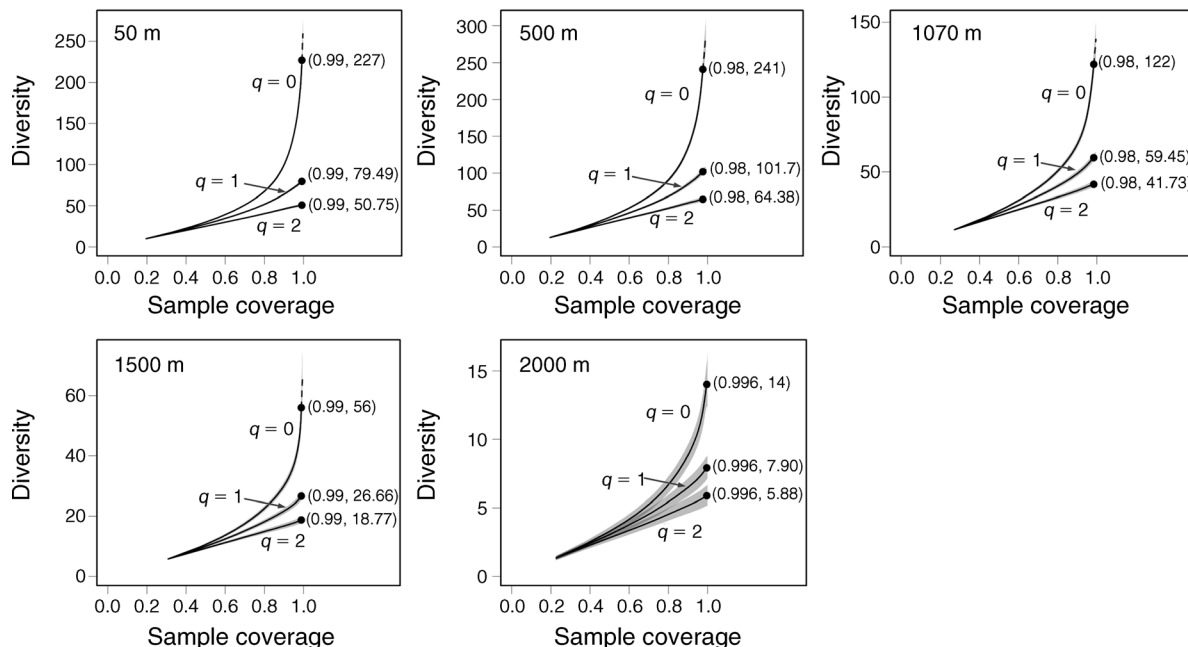 50 m
Diversity
250
200
150
100
50
0
q = 0
q = 1
q = 2
(0.99, 227)
(0.99, 79.49)
(0.99, 50.75)
0.0 0.2 0.4 0.6 0.8 1.0
Sample coverage
500 m
Diversity
300
250
200
150
100
50
0
q = 0
q = 1
q = 2
(0.98, 241)
(0.98, 101.7)
(0.98, 64.38)
0.0 0.2 0.4 0.6 0.8 1.0
Sample coverage
1070 m
Diversity
150
100
50
0
q = 0
q = 1
q = 2
(0.98, 122)
(0.98, 59.45)
(0.98, 41.73)
0.0 0.2 0.4 0.6 0.8 1.0
Sample coverage
1500 m
Diversity
60
40
20
0
q = 0
q = 1
q = 2
(0.99, 56)
(0.99, 26.66)
(0.99, 18.77)
0.0 0.2 0.4 0.6 0.8 1.0
Sample coverage
2000 m
Diversity
15
10
5
0
q = 0
q = 1
q = 2
(0.996, 14)
(0.996, 7.90)
(0.996, 5.88)
0.0 0.2 0.4 0.6 0.8 1.0
Sample coverage